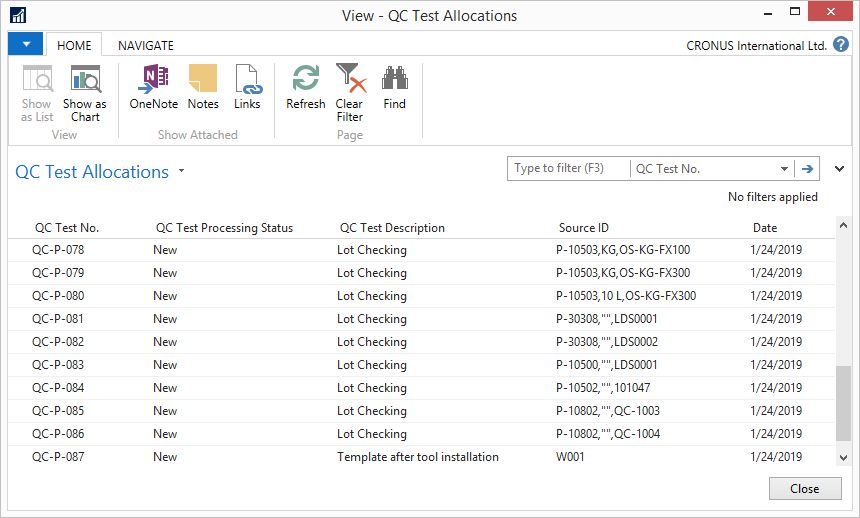 View - QC Test Allocations
HOME NAVIGATE CRONUS International Ltd. ?
Show as List
Show as Chart
OneNote
Notes
Links
Refresh
Clear Filter
Find
View Show Attached Page
QC Test Allocations Type to filter (F3) QC Test No.
No filters applied
QC Test No. QC Test Processing Status QC Test Description Source ID Date
QC-P-078 New Lot Checking P-10503,KG,OS-KG-FX100 1/24/2019
QC-P-079 New Lot Checking P-10503,KG,OS-KG-FX300 1/24/2019
QC-P-080 New Lot Checking P-10503,10 L,OS-KG-FX300 1/24/2019
QC-P-081 New Lot Checking P-30308,"",LDS0001 1/24/2019
QC-P-082 New Lot Checking P-30308,"",LDS0002 1/24/2019
QC-P-083 New Lot Checking P-10500,"",LDS0001 1/24/2019
QC-P-084 New Lot Checking P-10502,"",101047 1/24/2019
QC-P-085 New Lot Checking P-10802,"",QC-1003 1/24/2019
QC-P-086 New Lot Checking P-10802,"",QC-1004 1/24/2019
QC-P-087 New Template after tool installation W001 1/24/2019
Close